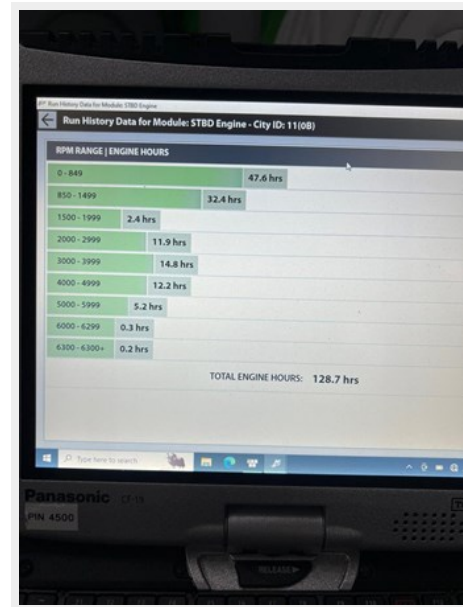 Run History Data for Module: STBD Engine
Run History Data for Module: STBD Engine - City ID: 11(0B)
RPM RANGE | ENGINE HOURS
0 - 849 47.6 hrs
850 - 1499 32.4 hrs
1500 - 1999 2.4 hrs
2000 - 2999 11.9 hrs
3000 - 3999 14.8 hrs
4000 - 4999 12.2 hrs
5000 - 5999 5.2 hrs
6000 - 6299 0.3 hrs
6300 - 6300+ 0.2 hrs
TOTAL ENGINE HOURS: 128.7 hrs
Type here to search
Panasonic CF-19
PIN 4500
RELEASE